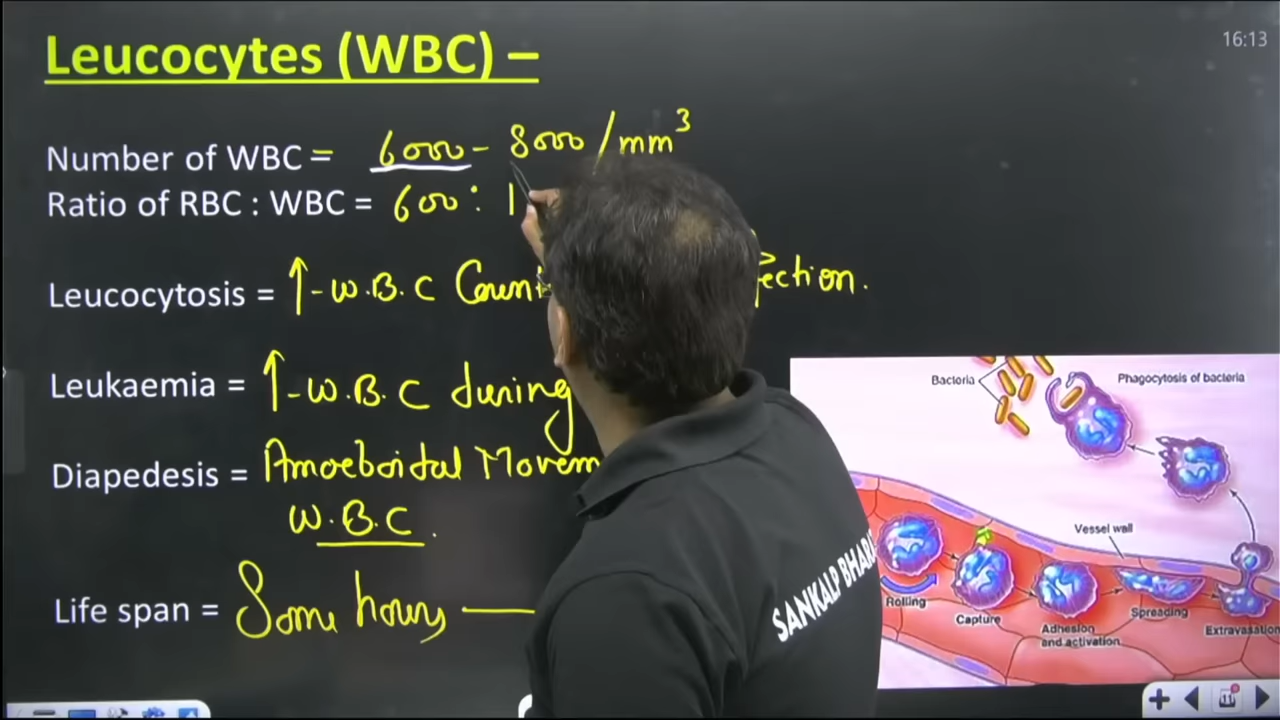 Leucocytes (WBC) –
16:13
Number of WBC = 6000 - 8000 / mm³
Ratio of RBC : WBC = 600 : 1
Leucocytosis = ↑ - W.B.C Count ection.
Leukaemia = ↑ - W.B.C during
Diapedesis = Amoeboidal Movem
W.B.C.
Life span = Some hours —
Bacteria
Phagocytosis of bacteria
Vessel wall
Rolling
Capture
Adhesion
and activation
Spreading
Extravasation
SANKALP BHARA